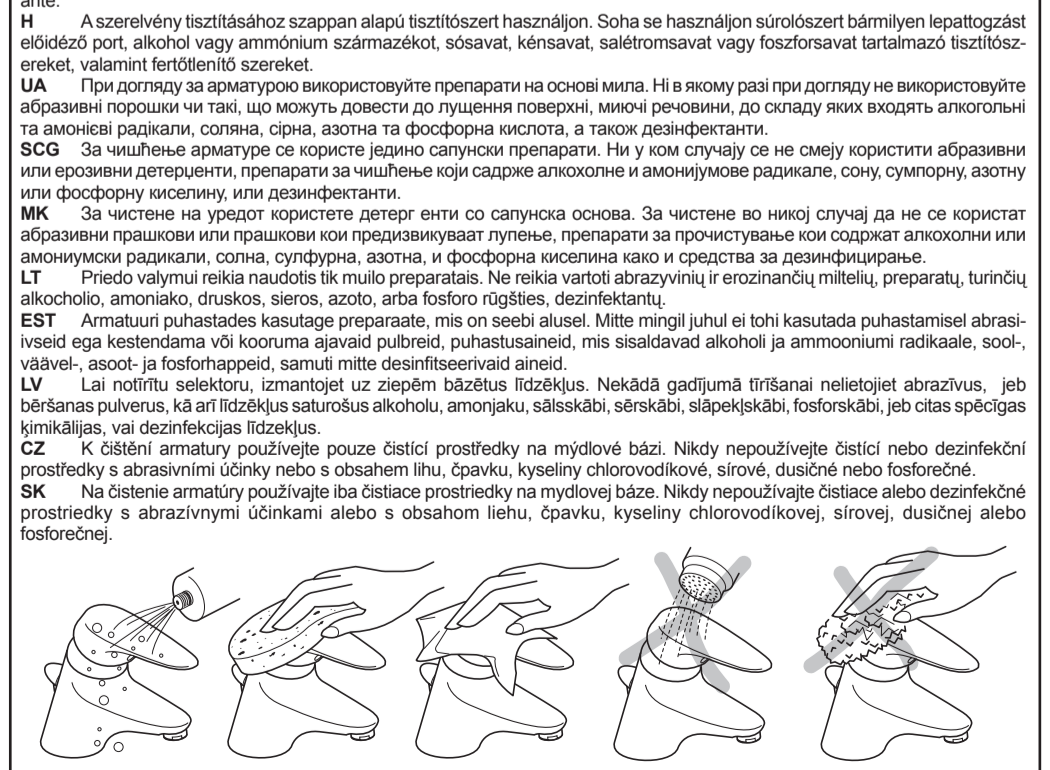 ante.
H A szerelvény tisztításához szappan alapú tisztítószert használjon. Soha se használjon súrolószert bármilyen lepattogzást
előidéző port, alkohol vagy ammónium származékot, sósavat, kénsavat, salétromsavat vagy foszforsavat tartalmazó tisztítósz-
ereket, valamint fertőtlenítő szereket.
UA При догляду за арматурою використовуйте препарати на основі мила. Ні в якому разі при догляду не використовуйте
абразивні порошки чи такі, що можуть довести до лущення поверхні, миючі речовини, до складу яких входять алкогольні
та амонієві радікали, соляна, сірна, азотна та фосфорна кислота, а також дезінфектанти.
SCG За чишћење арматуре се користе једино сапунски препарати. Ни у ком случају се не смеју користити абразивни
или ерозивни детерџенти, препарати за чишћење који садрже алкохолне и амонијумове радикале, сону, сумпорну, азотну
или фосфорну киселину, или дезинфектанти.
MK За чистене на уредот користете детерг енти со сапунска основа. За чистене во никој случај да не се користат
абразивни прашкови или прашкови кои предизвикуваат лупење, препарати за прочистување кои содржат алкохолни или
амониумски радикали, солна, сулфурна, азотна, и фосфорна киселина како и средства за дезинфицирање.
LT Priedo valymui reikia naudotis tik muilo preparatais. Ne reikia vartoti abrazyvinių ir erozinančių miltelių, preparatų, turinčių
alkocholio, amoniako, druskos, sieros, azoto, arba fosforo rūgšties, dezinfektantų.
EST Armatuuri puhastades kasutage preparaate, mis on seebi alusel. Mitte mingil juhul ei tohi kasutada puhastamisel abrasi-
ivseid ega kestendama või kooruma ajavaid pulbreid, puhastusaineid, mis sisaldavad alkoholi ja ammooniumi radikaale, sool-,
väävel-, asoot- ja fosforhappeid, samuti mitte desinfitseerivaid aineid.
LV Lai notīrītu selektoru, izmantojet uz ziepēm bāzētus līdzēkļus. Nekādā gadījumā tīrīšanai nelietojiet abrazīvus, jeb
bēršanas pulverus, kā arī līdzēkļus saturošus alkoholu, amonjaku, sālsskābi, sērskābi, slāpekļskābi, fosforskābi, jeb citas spēcīgas
ķimikālijas, vai dezinfekcijas līdzekļus.
CZ K čištění armatury používejte pouze čistící prostředky na mýdlové bázi. Nikdy nepoužívejte čistící nebo dezinfekční
prostředky s abrasivními účinky nebo s obsahem lihu, čpavku, kyseliny chlorovodíkové, sírové, dusičné nebo fosforečné.
SK Na čistenie armatúry používajte iba čistiace prostriedky na mydlovej báze. Nikdy nepoužívajte čistiace alebo dezinfekčné
prostriedky s abrazívnymi účinkami alebo s obsahom liehu, čpavku, kyseliny chlorovodíkovej, sírovej, dusičnej alebo
fosforečnej.